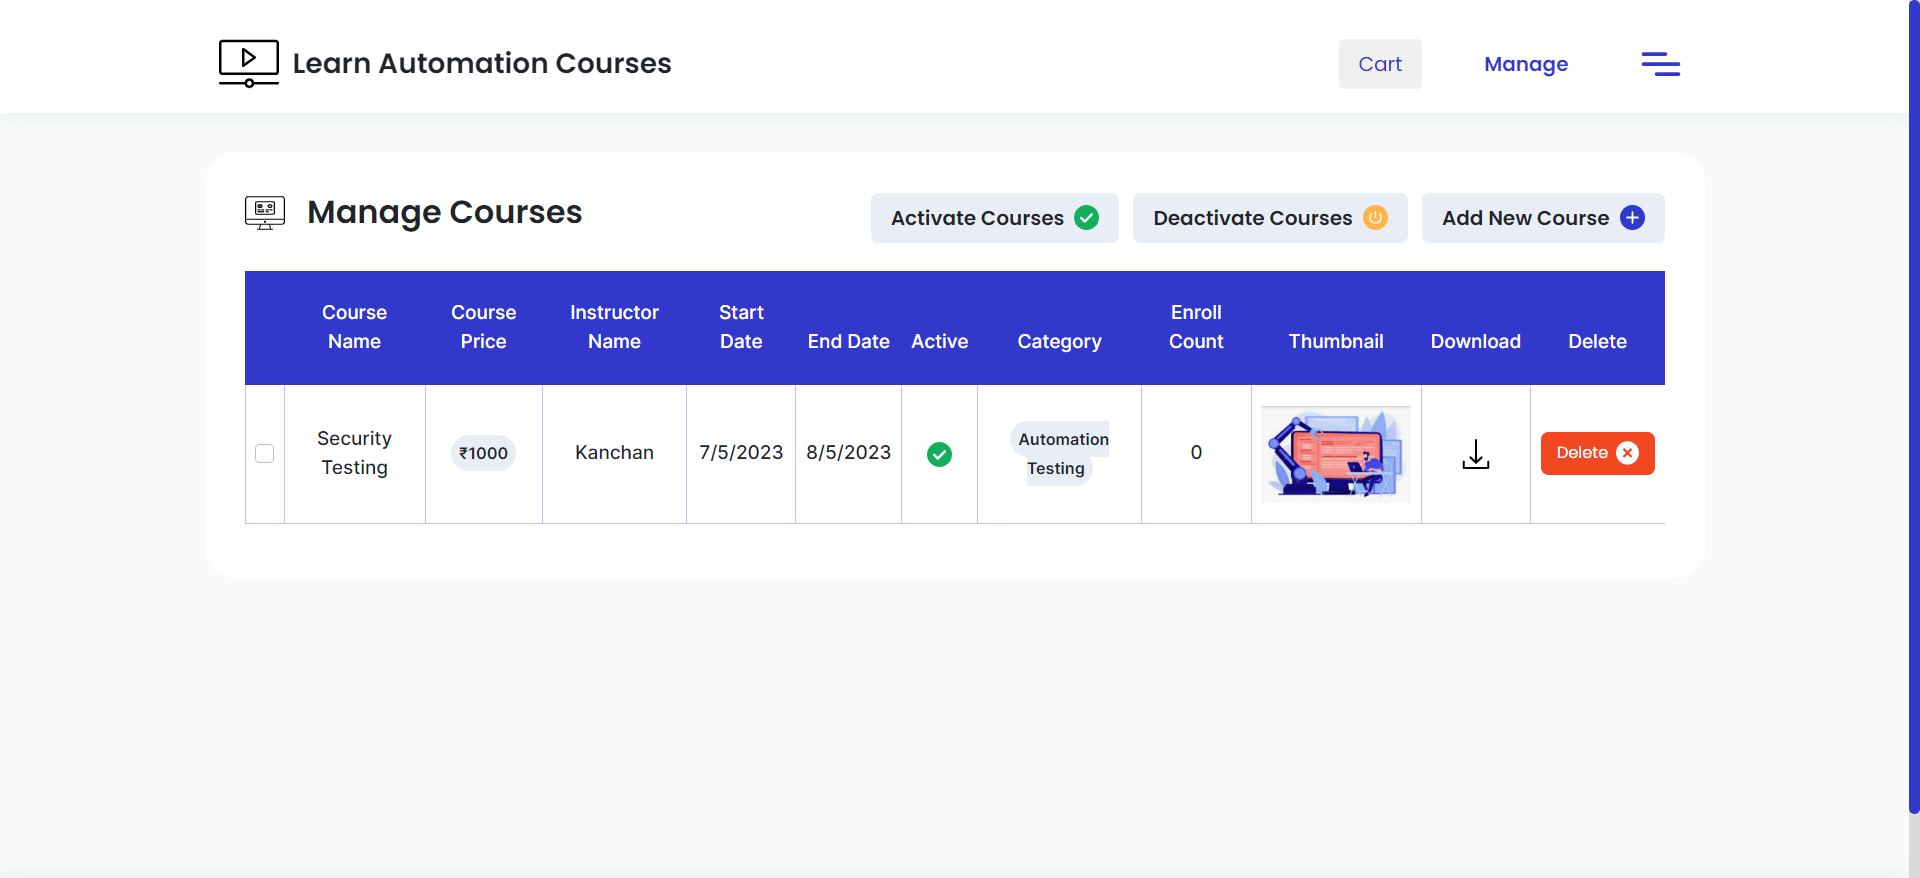 Learn Automation Courses
Cart
Manage
Manage Courses
Activate Courses
Deactivate Courses
Add New Course
Course Name
Course Price
Instructor Name
Start Date
End Date
Active
Category
Enroll Count
Thumbnail
Download
Delete
Security
Testing
₹1000
Kanchan
7/5/2023
8/5/2023
Automation
Testing
0
Delete